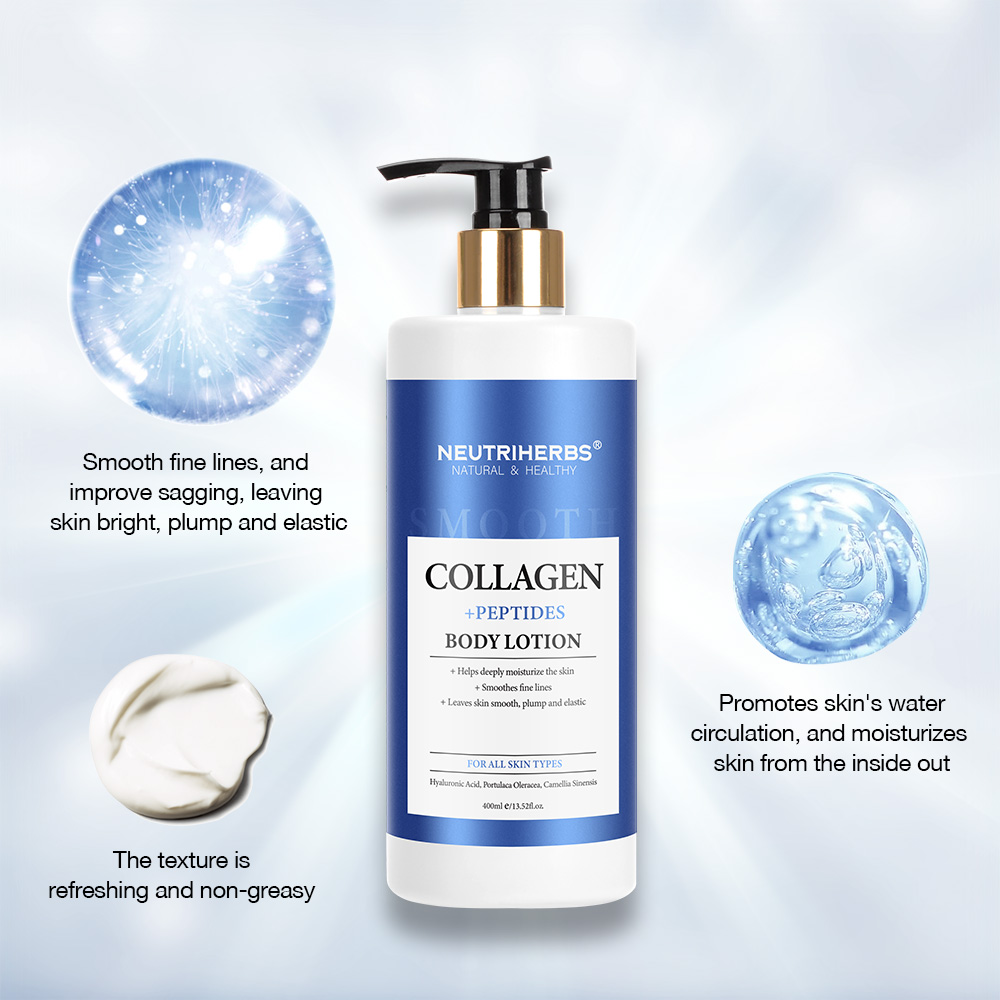 NEUTRIHERBS®
NATURAL & HEALTHY
SMOOTH
COLLAGEN
+PEPTIDES
BODY LOTION
+ Helps deeply moisturize the skin
+ Smoothes fine lines
+ Leaves skin smooth, plump and elastic
FOR ALL SKIN TYPES
Hyaluronic Acid, Portulaca Oleracea, Camellia Sinensis
400ml e/13.52fl.oz.
Smooth fine lines, and
improve sagging, leaving
skin bright, plump and elastic
The texture is
refreshing and non-greasy
Promotes skin's water
circulation, and moisturizes
skin from the inside out